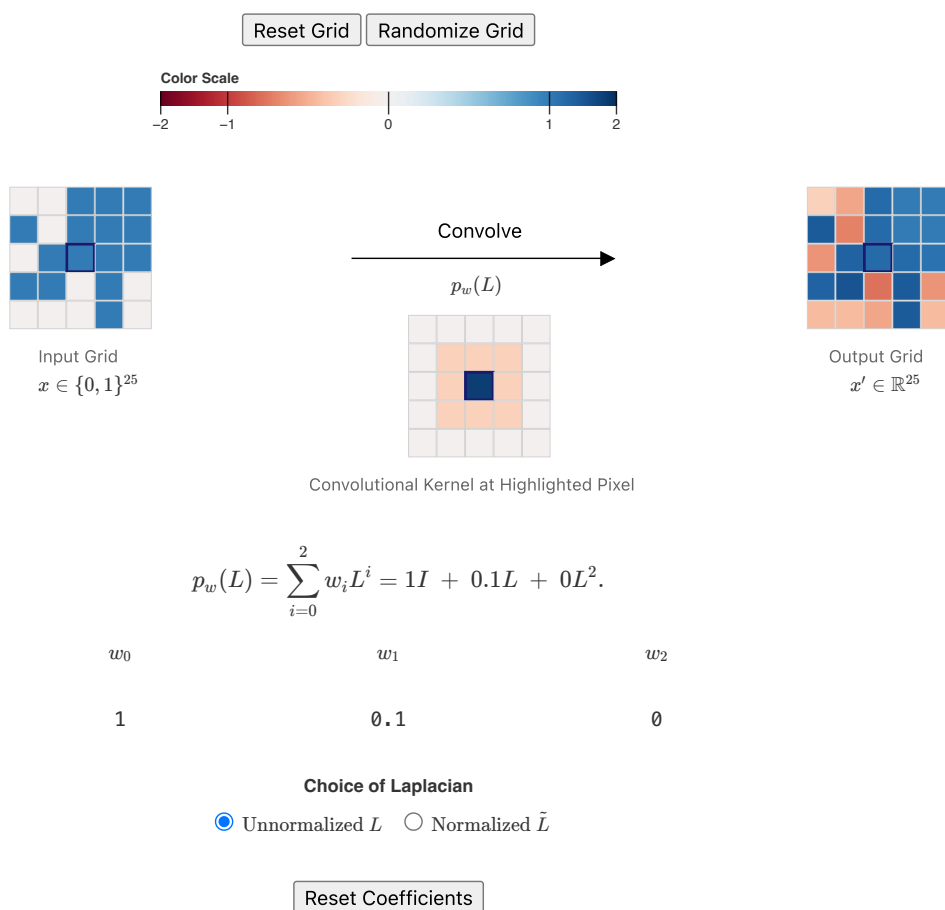 Reset Grid Randomize Grid
Color Scale
−2 −1 0 1 2
Convolve
p_w(L)
Input Grid
x ∈ {0, 1}^25
Output Grid
x′ ∈ ℝ^25
Convolutional Kernel at Highlighted Pixel
p_w(L) = ∑_{i=0}^{2} w_i L^i = 1I + 0.1L + 0L^2.
w_0 w_1 w_2
1 0.1 0
Choice of Laplacian
Unnormalized L Normalized L̃
Reset Coefficients